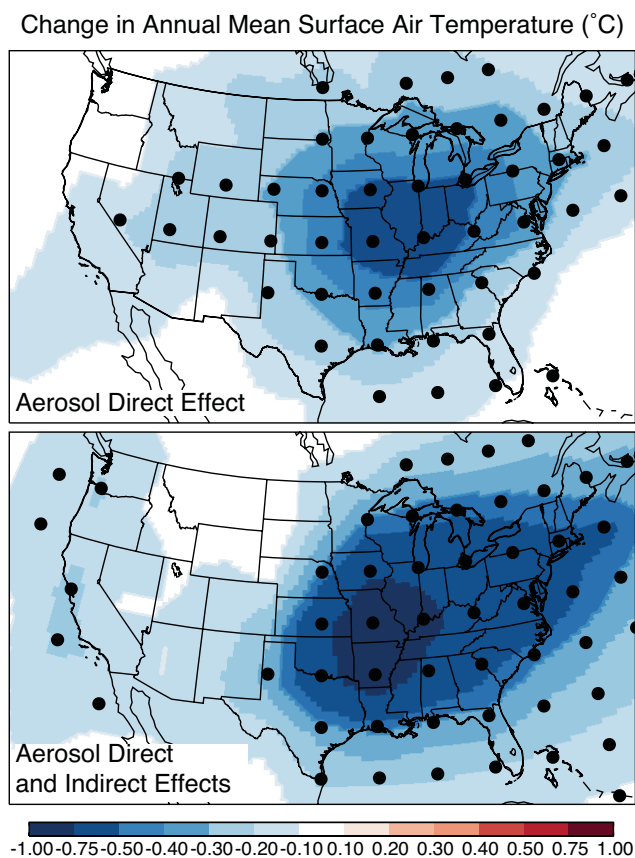 Change in Annual Mean Surface Air Temperature (˚C)
Aerosol Direct Effect
Aerosol Direct
and Indirect Effects
-1.00 -0.75 -0.50 -0.40 -0.30 -0.20 -0.10 0.10 0.20 0.30 0.40 0.50 0.75 1.00